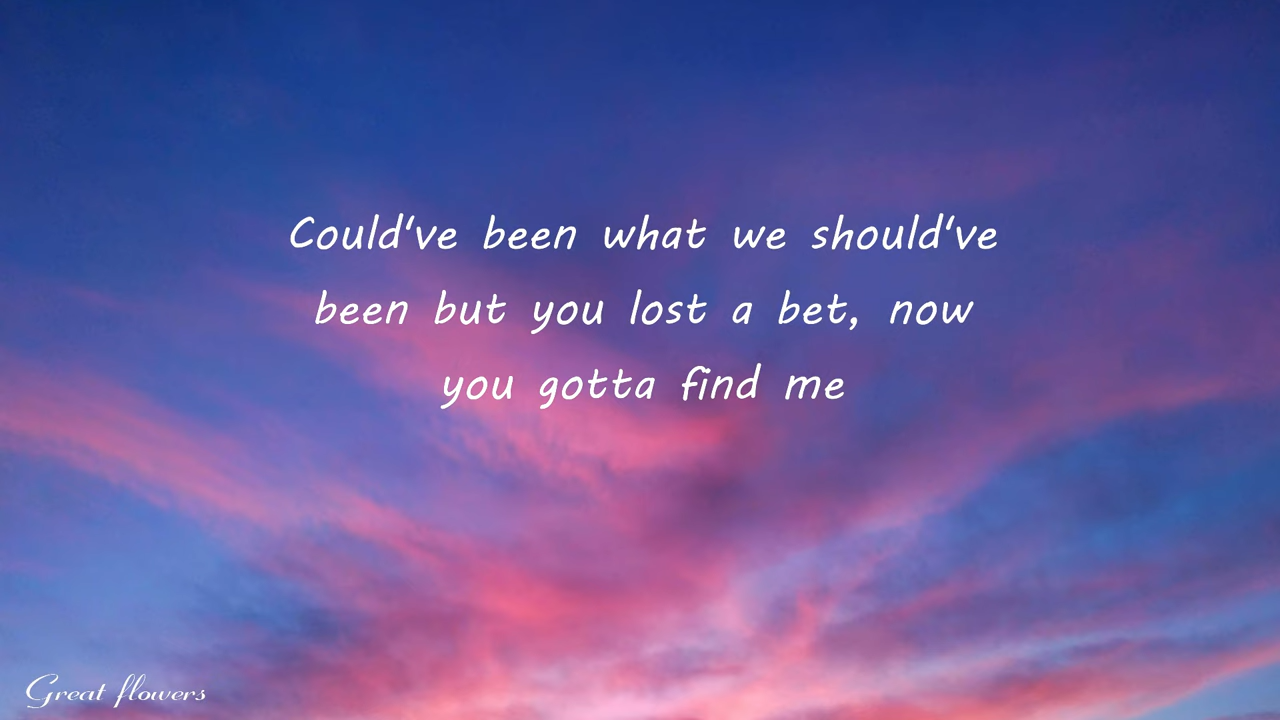 Could've been what we should've
been but you lost a bet, now
you gotta find me
Great flowers